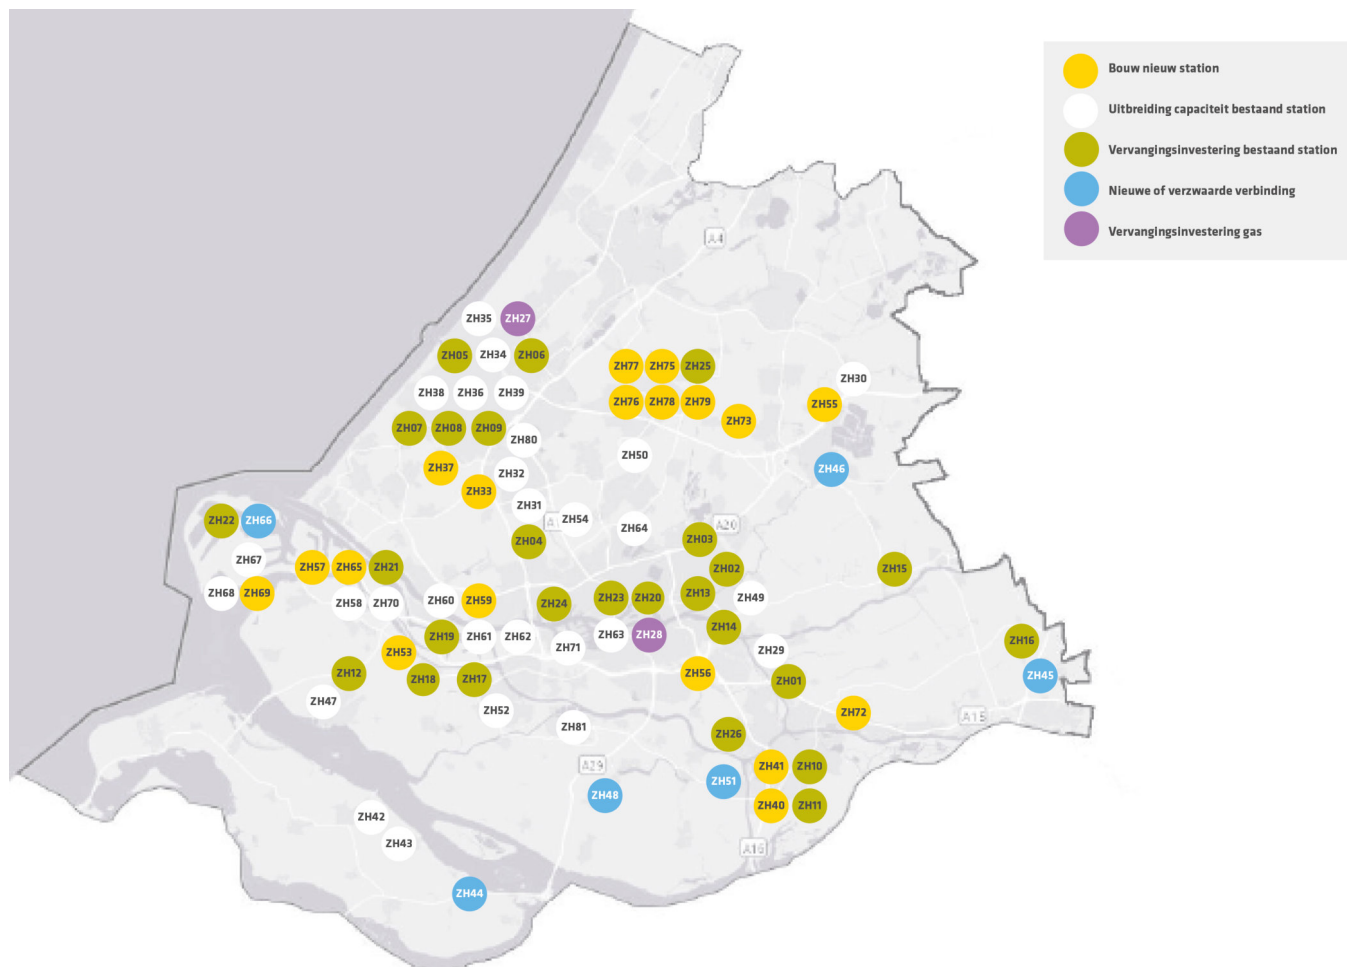 Bouw nieuw station
Uitbreiding capaciteit bestaand station
Vervangingsinvestering bestaand station
Nieuwe of verzwaarde verbinding
Vervangingsinvestering gas
A4
ZH35 ZH27
ZH05 ZH34 ZH06
ZH77 ZH75 ZH25
ZH30
ZH38 ZH36 ZH39
ZH76 ZH78 ZH79
ZH55
ZH73
ZH07 ZH08 ZH09
ZH80
ZH50
ZH37
ZH32
ZH46
ZH33
ZH31
ZH22 ZH66
ZH54
ZH64
A20
ZH04
ZH03
ZH67
ZH57 ZH65 ZH21
ZH02
ZH15
ZH68 ZH69
ZH58 ZH70
ZH60 ZH59
ZH24
ZH23 ZH20
ZH13
ZH49
ZH14
ZH19 ZH61 ZH62
ZH71
ZH63 ZH28
ZH16
ZH53
ZH29
ZH12
ZH18 ZH17
ZH56
ZH01
ZH45
ZH47
ZH52
ZH72
A15
ZH81
ZH26
A29
ZH41 ZH10
ZH51
ZH48
ZH40 ZH11
ZH42
ZH43
A16
ZH44